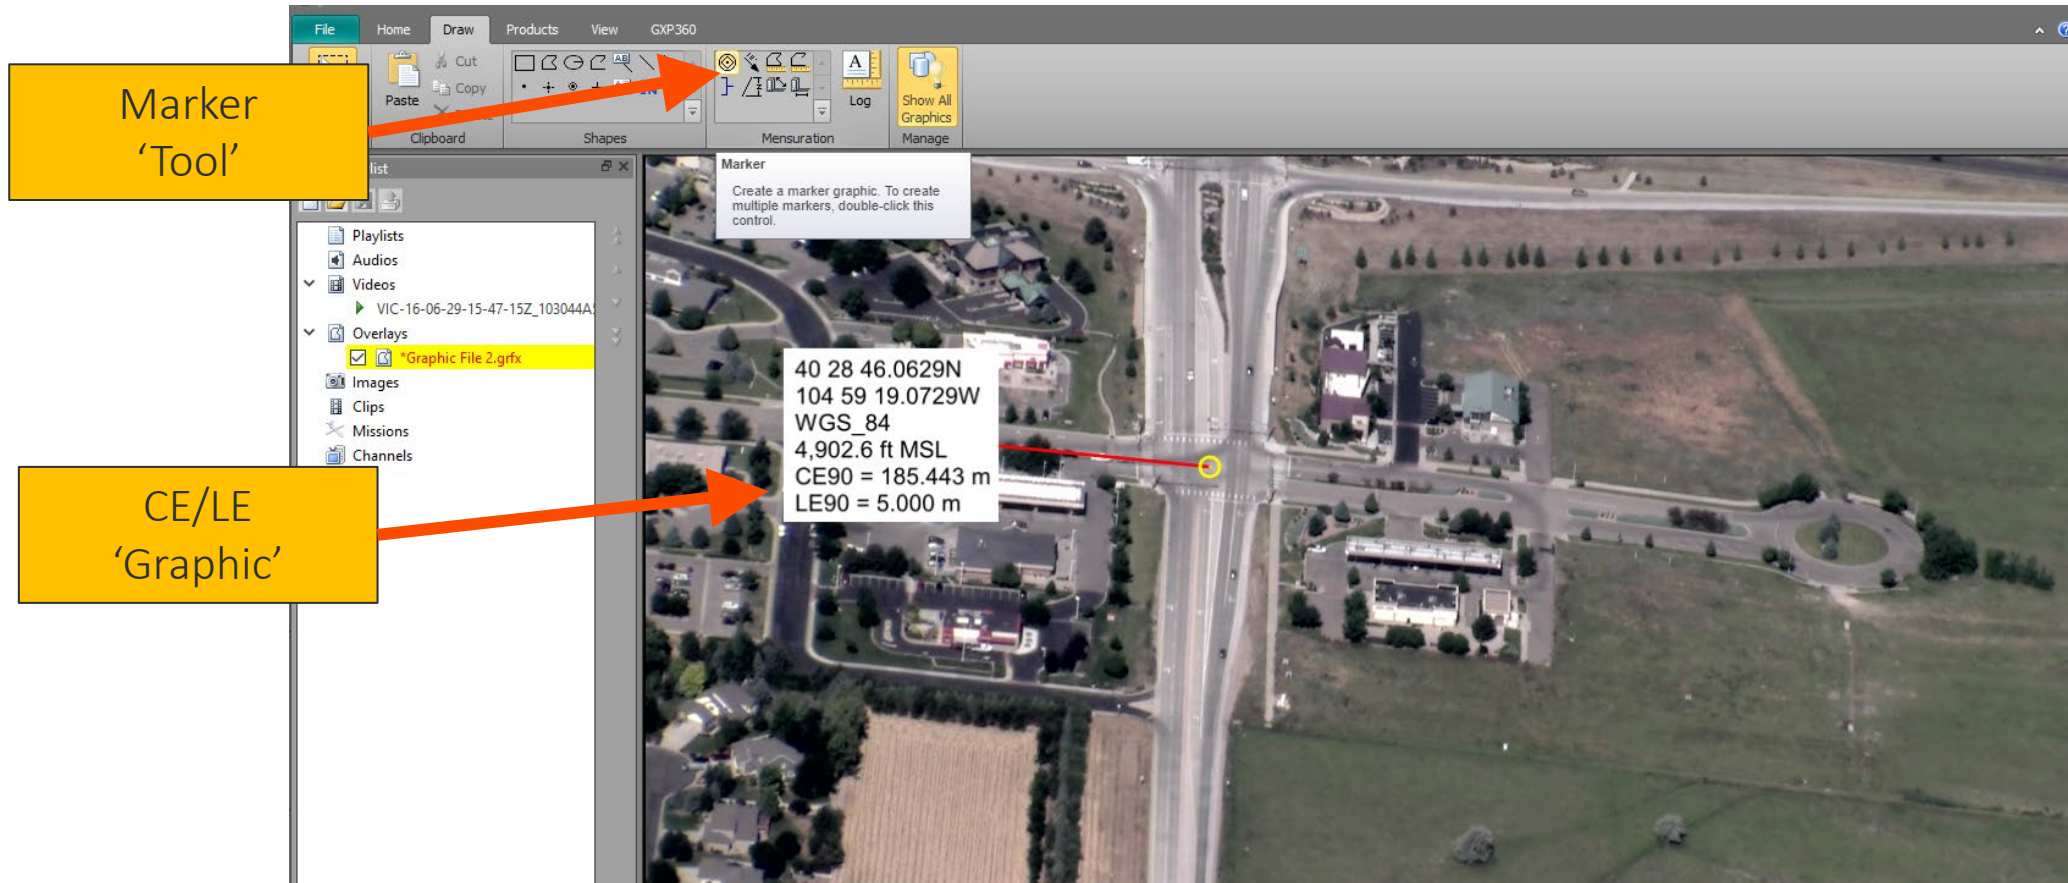 File
Home
Draw
Products
View
GXP360
Paste
Cut
Copy
Clipboard
Shapes
Mensuration
Log
Show All
Graphics
Manage
Marker
‘Tool’
Marker
Create a marker graphic. To create
multiple markers, double-click this
control.
list
Playlists
Audios
Videos
VIC-16-06-29-15-47-15Z_103044A
Overlays
*Graphic File 2.grfx
Images
Clips
Missions
Channels
40 28 46.0629N
104 59 19.0729W
WGS_84
4,902.6 ft MSL
CE90 = 185.443 m
LE90 = 5.000 m
CE/LE
‘Graphic’